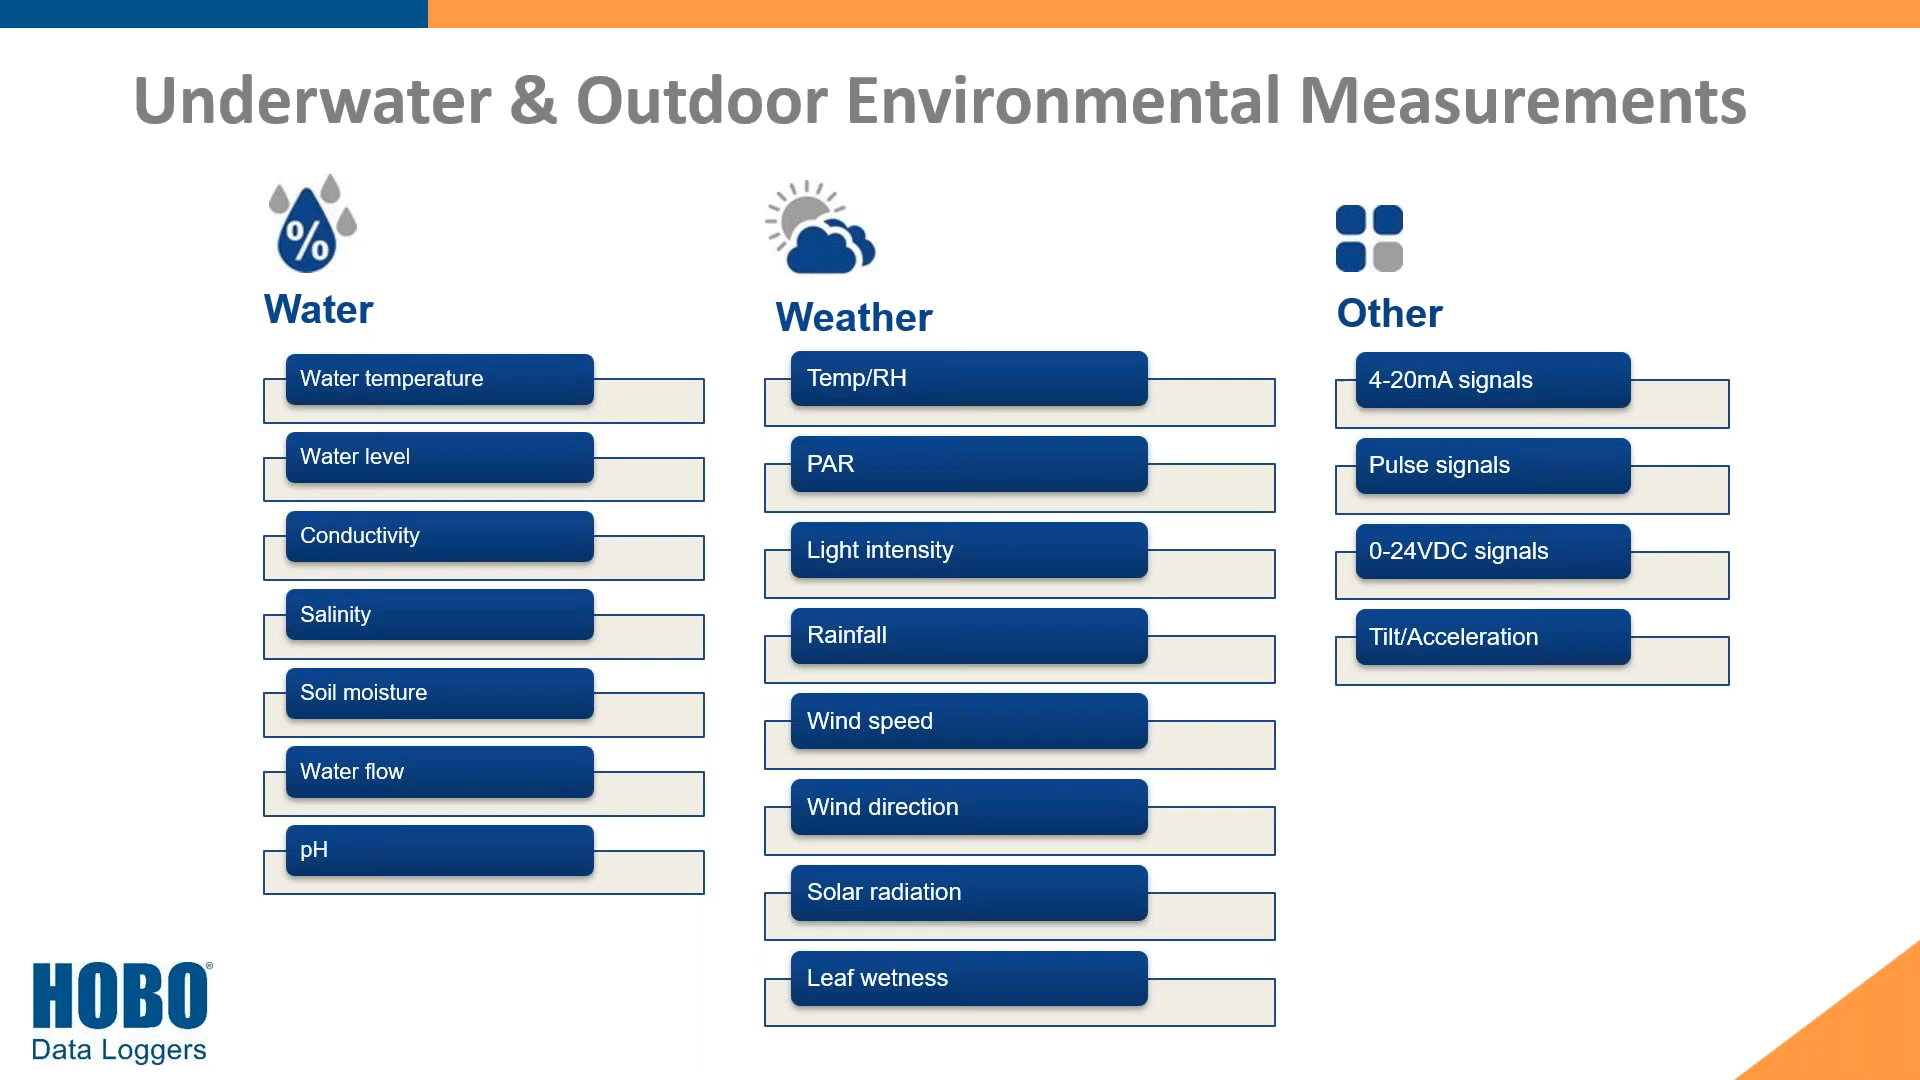 Underwater & Outdoor Environmental Measurements
%
Water
Water temperature
Water level
Conductivity
Salinity
Soil moisture
Water flow
pH
Weather
Temp/RH
PAR
Light intensity
Rainfall
Wind speed
Wind direction
Solar radiation
Leaf wetness
Other
4-20mA signals
Pulse signals
0-24VDC signals
Tilt/Acceleration
HOBO®
Data Loggers